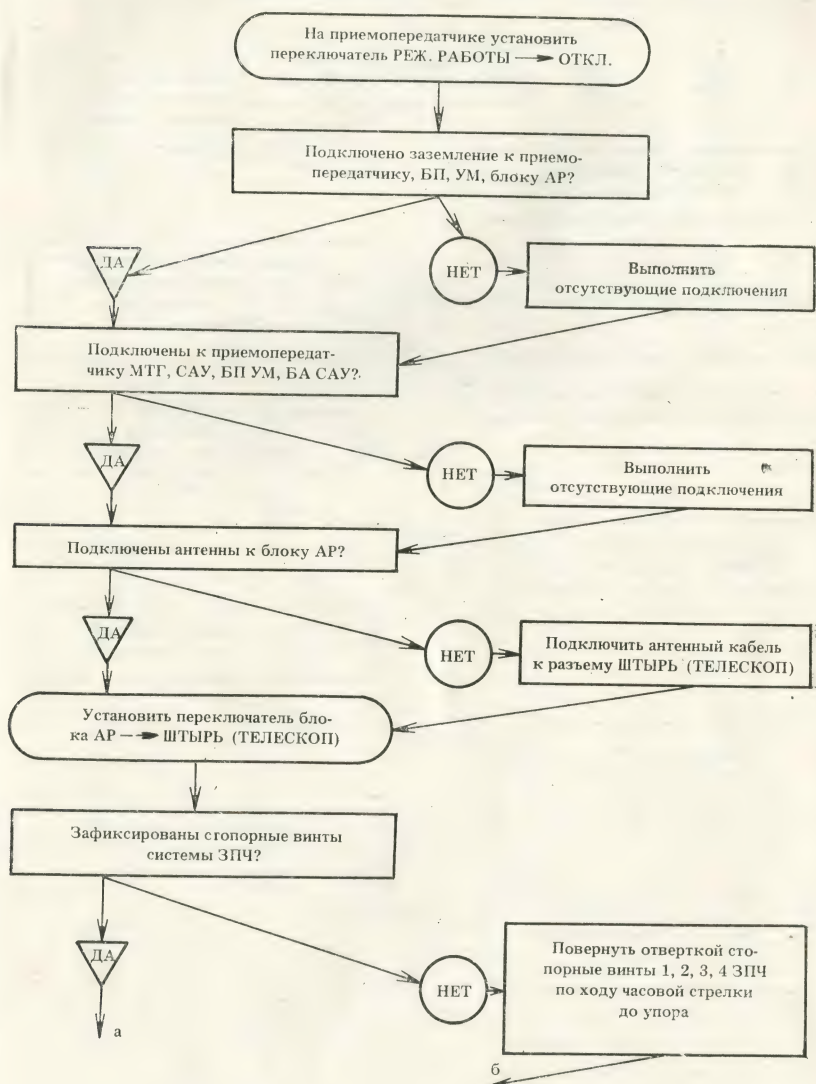 На приемопередатчике установить
переключатель РЕЖ. РАБОТЫ → ОТКЛ.
Подключено заземление к приемо-
передатчику, БП, УМ, блоку АР?
ДА
НЕТ
Выполнить
отсутствующие подключения
Подключены к приемопередат-
чику МТГ, САУ, БП УМ, БА САУ?
ДА
НЕТ
Выполнить
отсутствующие подключения
Подключены антенны к блоку АР?
ДА
НЕТ
Подключить антенный кабель
к разъему ШТЫРЬ (ТЕЛЕСКОП)
Установить переключатель бло-
ка АР → ШТЫРЬ (ТЕЛЕСКОП)
Зафиксированы стопорные винты
системы ЗПЧ?
ДА
НЕТ
Повернуть отверткой сто-
порные винты 1, 2, 3, 4 ЗПЧ
по ходу часовой стрелки
до упора
а
б